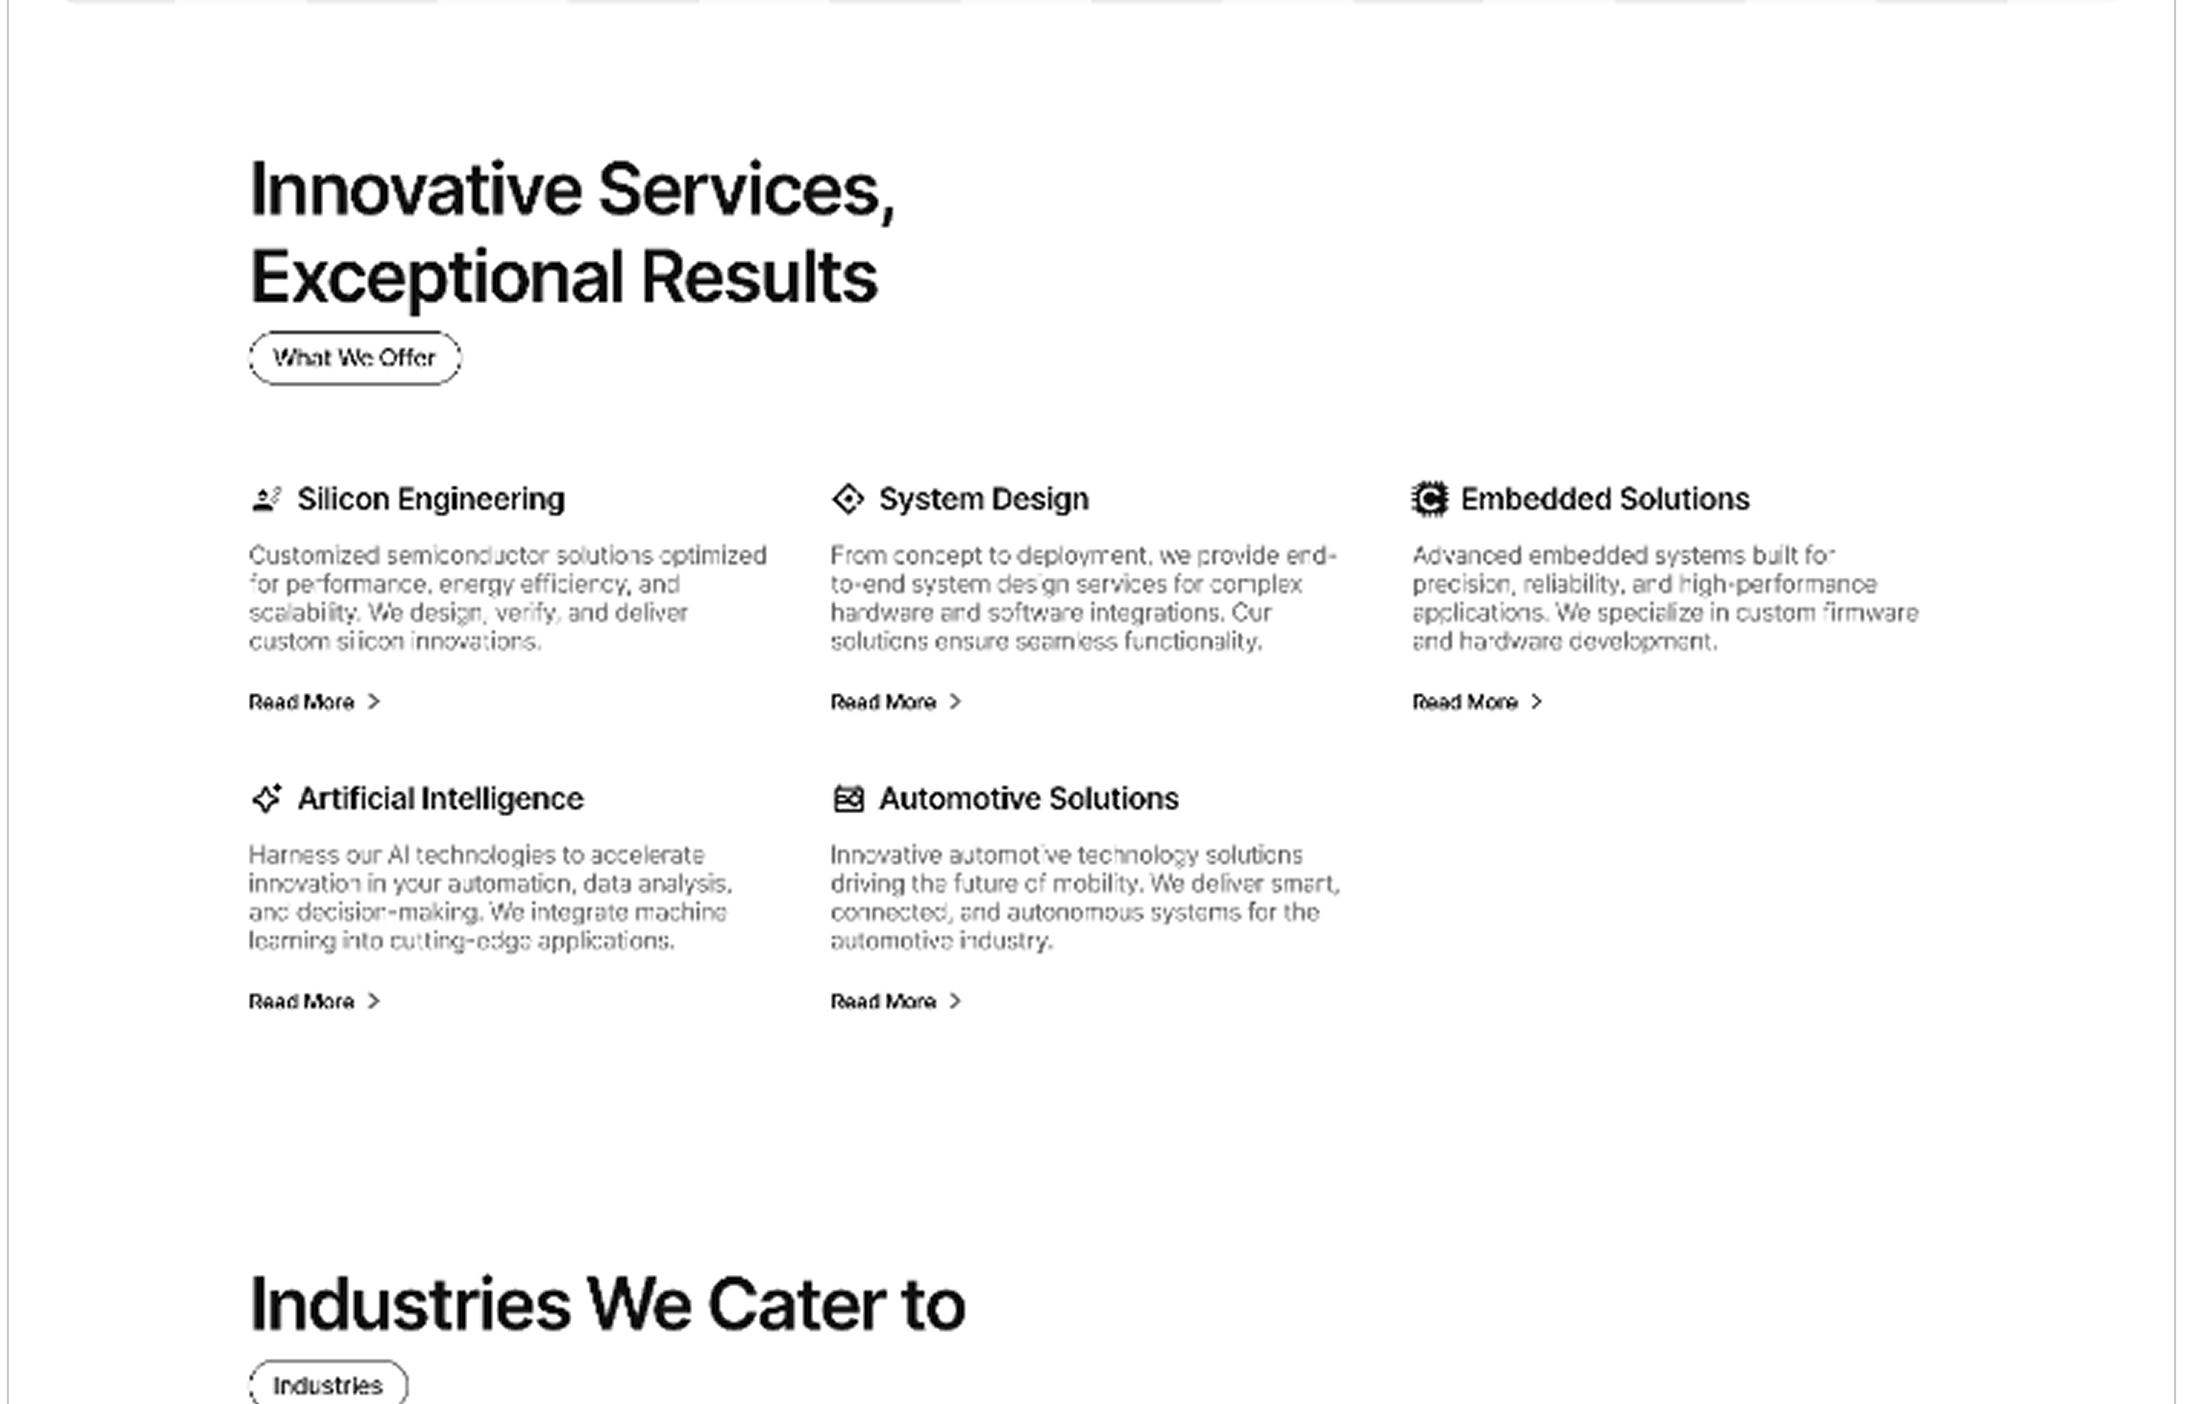 Innovative Services,
Exceptional Results
What We Offer
Silicon Engineering
Customized semiconductor solutions optimized
for performance, energy efficiency, and
scalability. We design, verify, and deliver
custom silicon innovations.
Read More
System Design
From concept to deployment, we provide end-
to-end system design services for complex
hardware and software integrations. Our
solutions ensure seamless functionality.
Read More
Embedded Solutions
Advanced embedded systems built for
precision, reliability, and high-performance
applications. We specialize in custom firmware
and hardware development.
Read More
Artificial Intelligence
Harness our AI technologies to accelerate
innovation in your automation, data analysis,
and decision-making. We integrate machine
learning into cutting-edge applications.
Read More
Automotive Solutions
Innovative automotive technology solutions
driving the future of mobility. We deliver smart,
connected, and autonomous systems for the
automotive industry.
Read More
Industries We Cater to
Industries